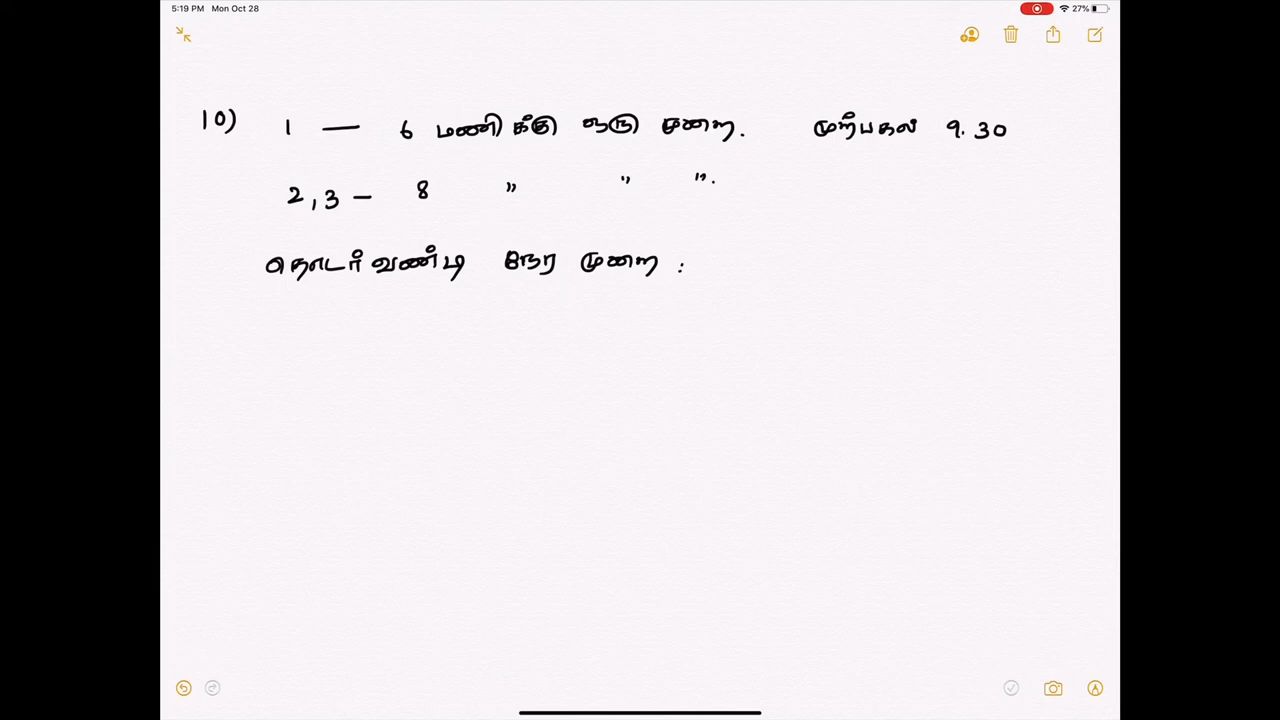 5:19 PM Mon Oct 28 27%
10) 1 — 6 மணிக்கு ஒரு முறை. முற்பகல் 9.30
2,3 — 8 " " ".
தொடர்வண்டி நேர முறை :